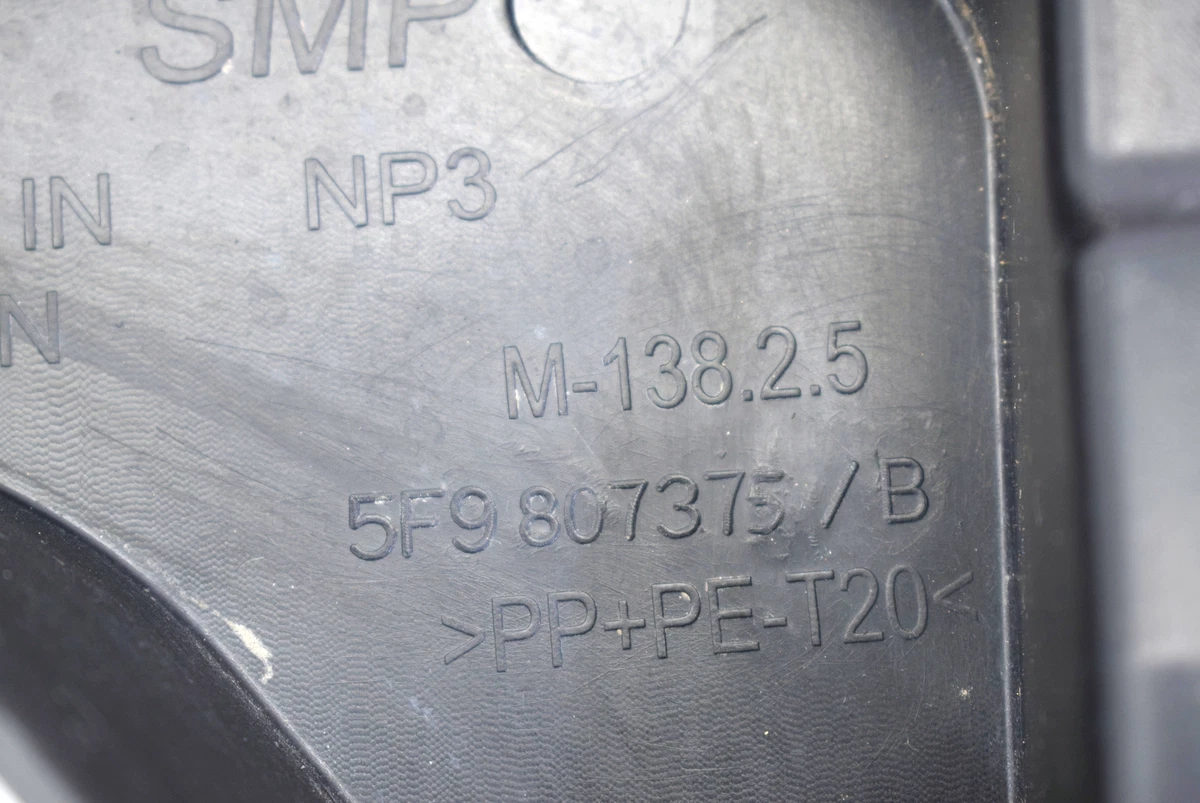 SMP
IN NP3
N
M-138.2.5
5F9 807375 / B
>PP+PE-T20<